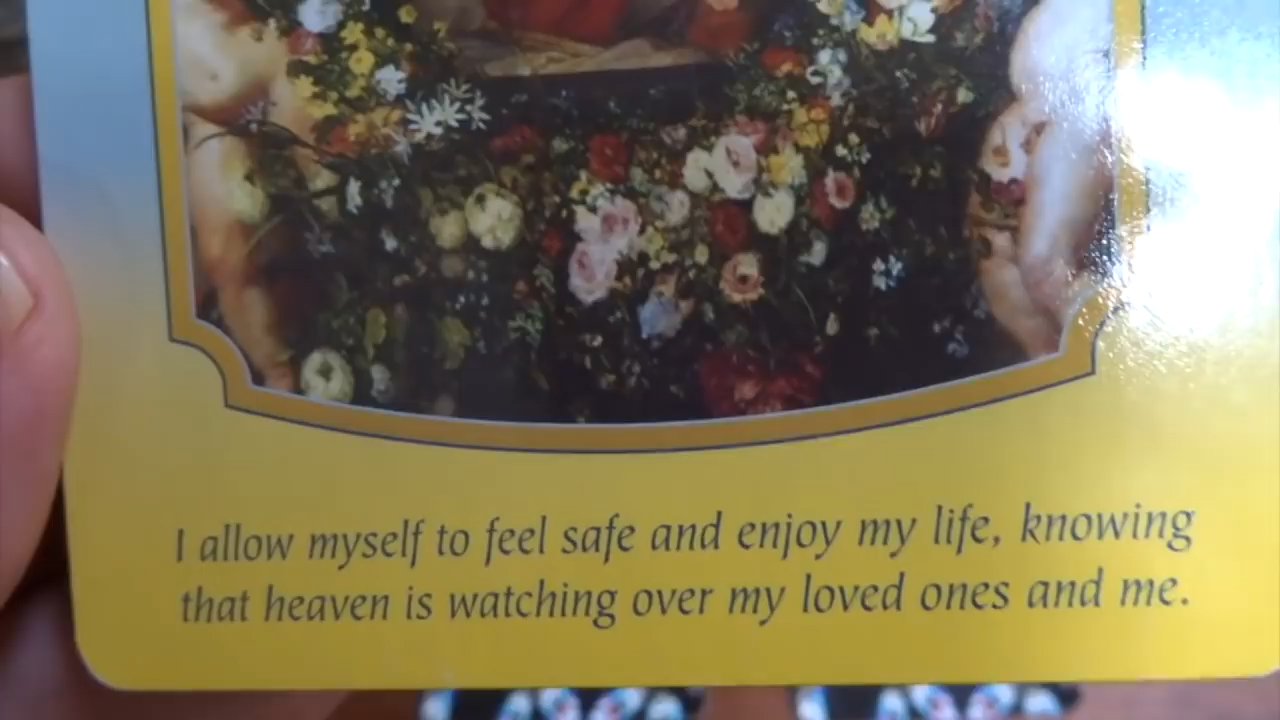 I allow myself to feel safe and enjoy my life, knowing
that heaven is watching over my loved ones and me.